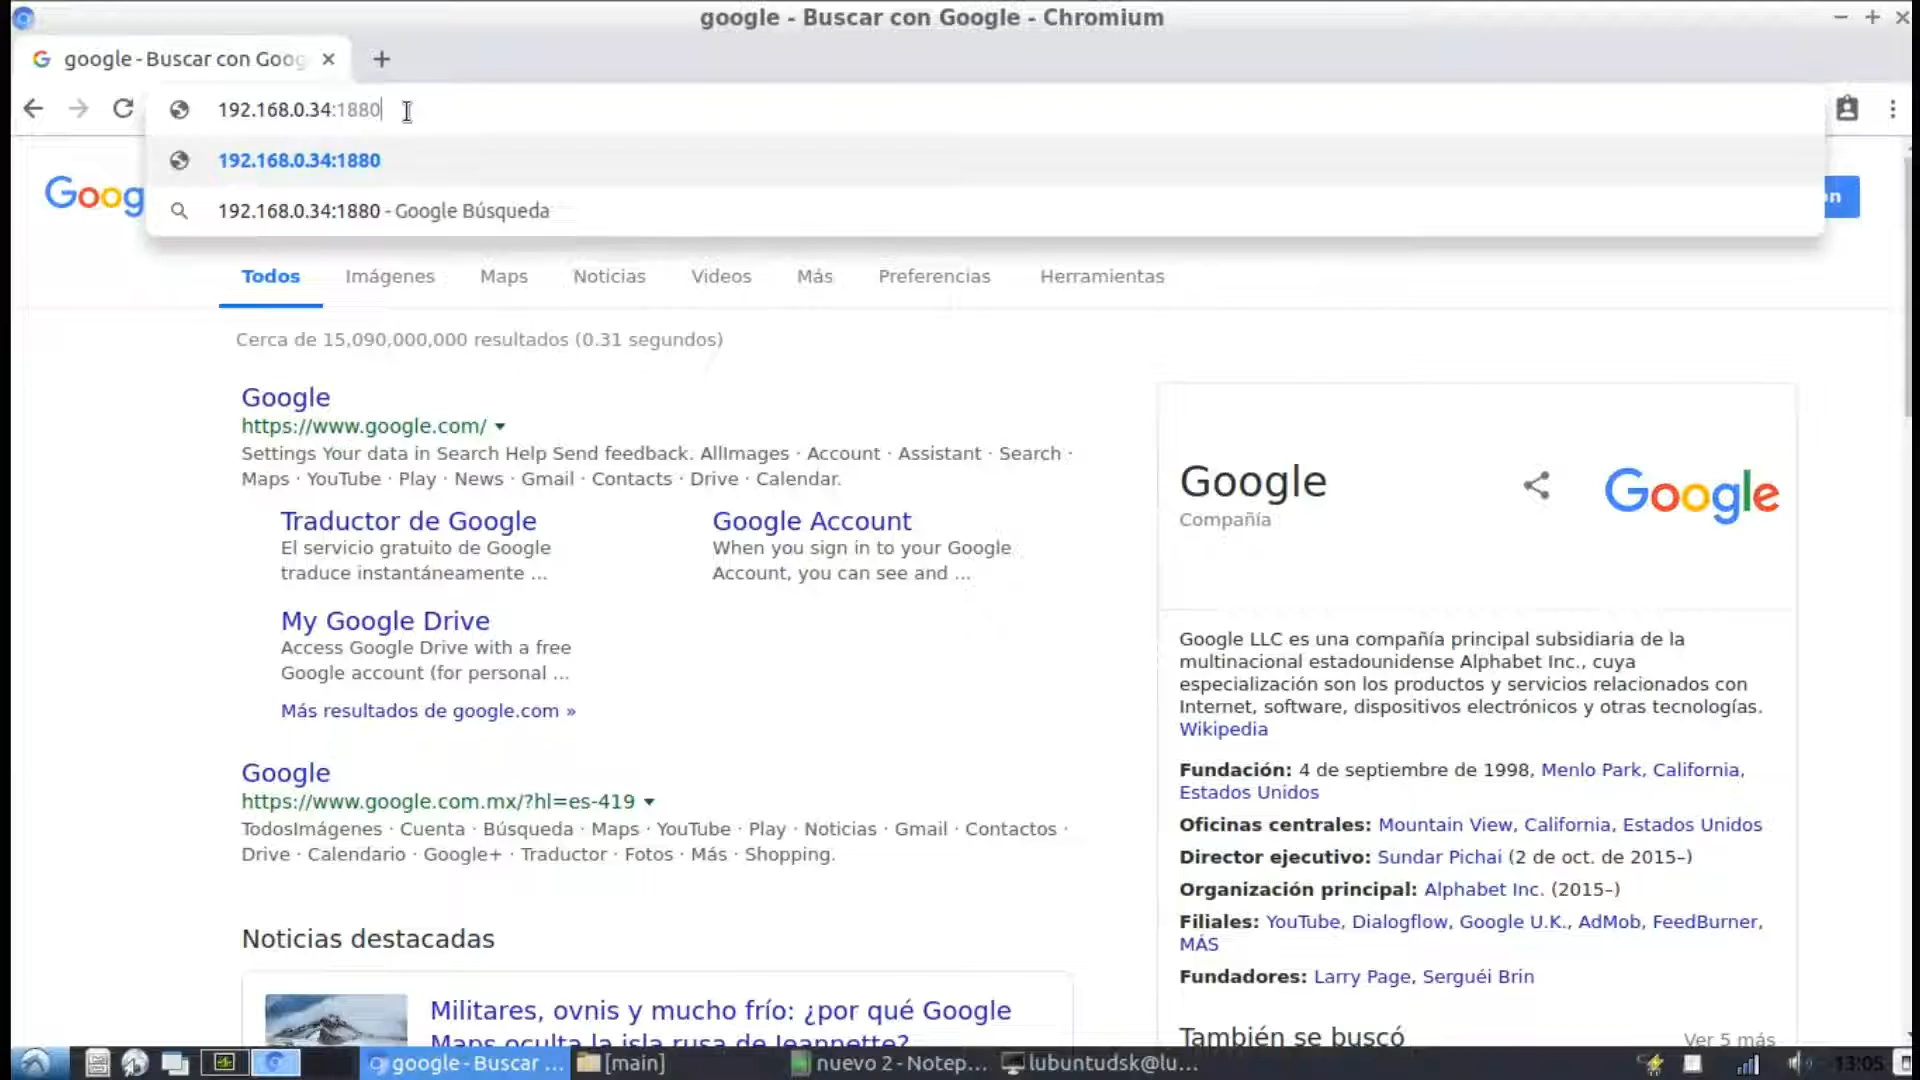 google - Buscar con Google - Chromium
google - Buscar con Goog
192.168.0.34:1880
192.168.0.34:1880
192.168.0.34:1880 - Google Búsqueda
Goog
Todos Imágenes Maps Noticias Videos Más Preferencias Herramientas
Cerca de 15,090,000,000 resultados (0.31 segundos)
Google
https://www.google.com/
Settings Your data in Search Help Send feedback. AllImages · Account · Assistant · Search ·
Maps · YouTube · Play · News · Gmail · Contacts · Drive · Calendar.
Traductor de Google
El servicio gratuito de Google
traduce instantáneamente ...
Google Account
When you sign in to your Google
Account, you can see and ...
My Google Drive
Access Google Drive with a free
Google account (for personal ...
Más resultados de google.com »
Google
https://www.google.com.mx/?hl=es-419
TodosImágenes · Cuenta · Búsqueda · Maps · YouTube · Play · Noticias · Gmail · Contactos ·
Drive · Calendario · Google+ · Traductor · Fotos · Más · Shopping.
Noticias destacadas
Militares, ovnis y mucho frío: ¿por qué Google
Maps oculta la isla rusa de Jeannette?
Google
Compañía
Google
Google LLC es una compañía principal subsidiaria de la
multinacional estadounidense Alphabet Inc., cuya
especialización son los productos y servicios relacionados con
Internet, software, dispositivos electrónicos y otras tecnologías.
Wikipedia
Fundación: 4 de septiembre de 1998, Menlo Park, California,
Estados Unidos
Oficinas centrales: Mountain View, California, Estados Unidos
Director ejecutivo: Sundar Pichai (2 de oct. de 2015–)
Organización principal: Alphabet Inc. (2015–)
Filiales: YouTube, Dialogflow, Google U.K., AdMob, FeedBurner,
MÁS
Fundadores: Larry Page, Serguéi Brin
También se buscó
Ver 5 más
google - Buscar ...
[main]
nuevo 2 - Notep...
lubuntudsk@lu...
13:05